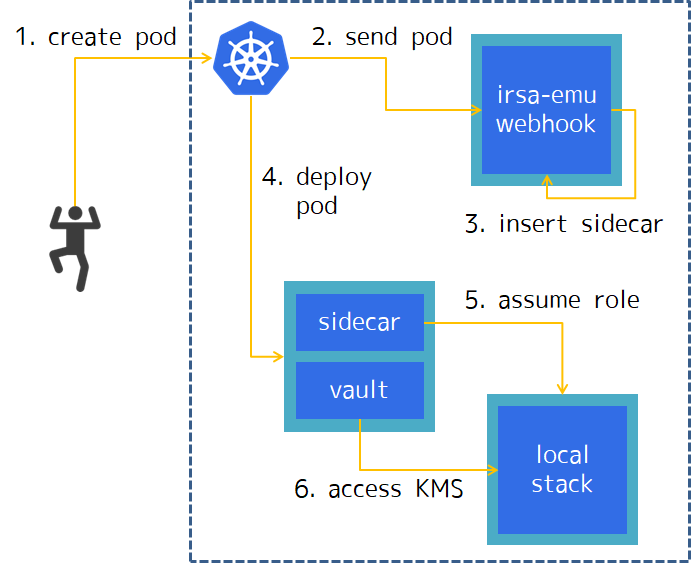 1. create pod
2. send pod
irsa-emu
webhook
3. insert sidecar
4. deploy
pod
sidecar
vault
5. assume role
local
stack
6. access KMS